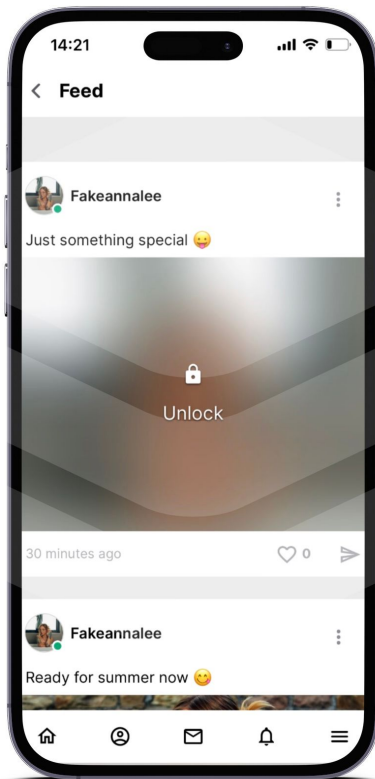 14:21
Feed
Fakeannalee
Just something special 😛
Unlock
30 minutes ago
0
Fakeannalee
Ready for summer now 😋